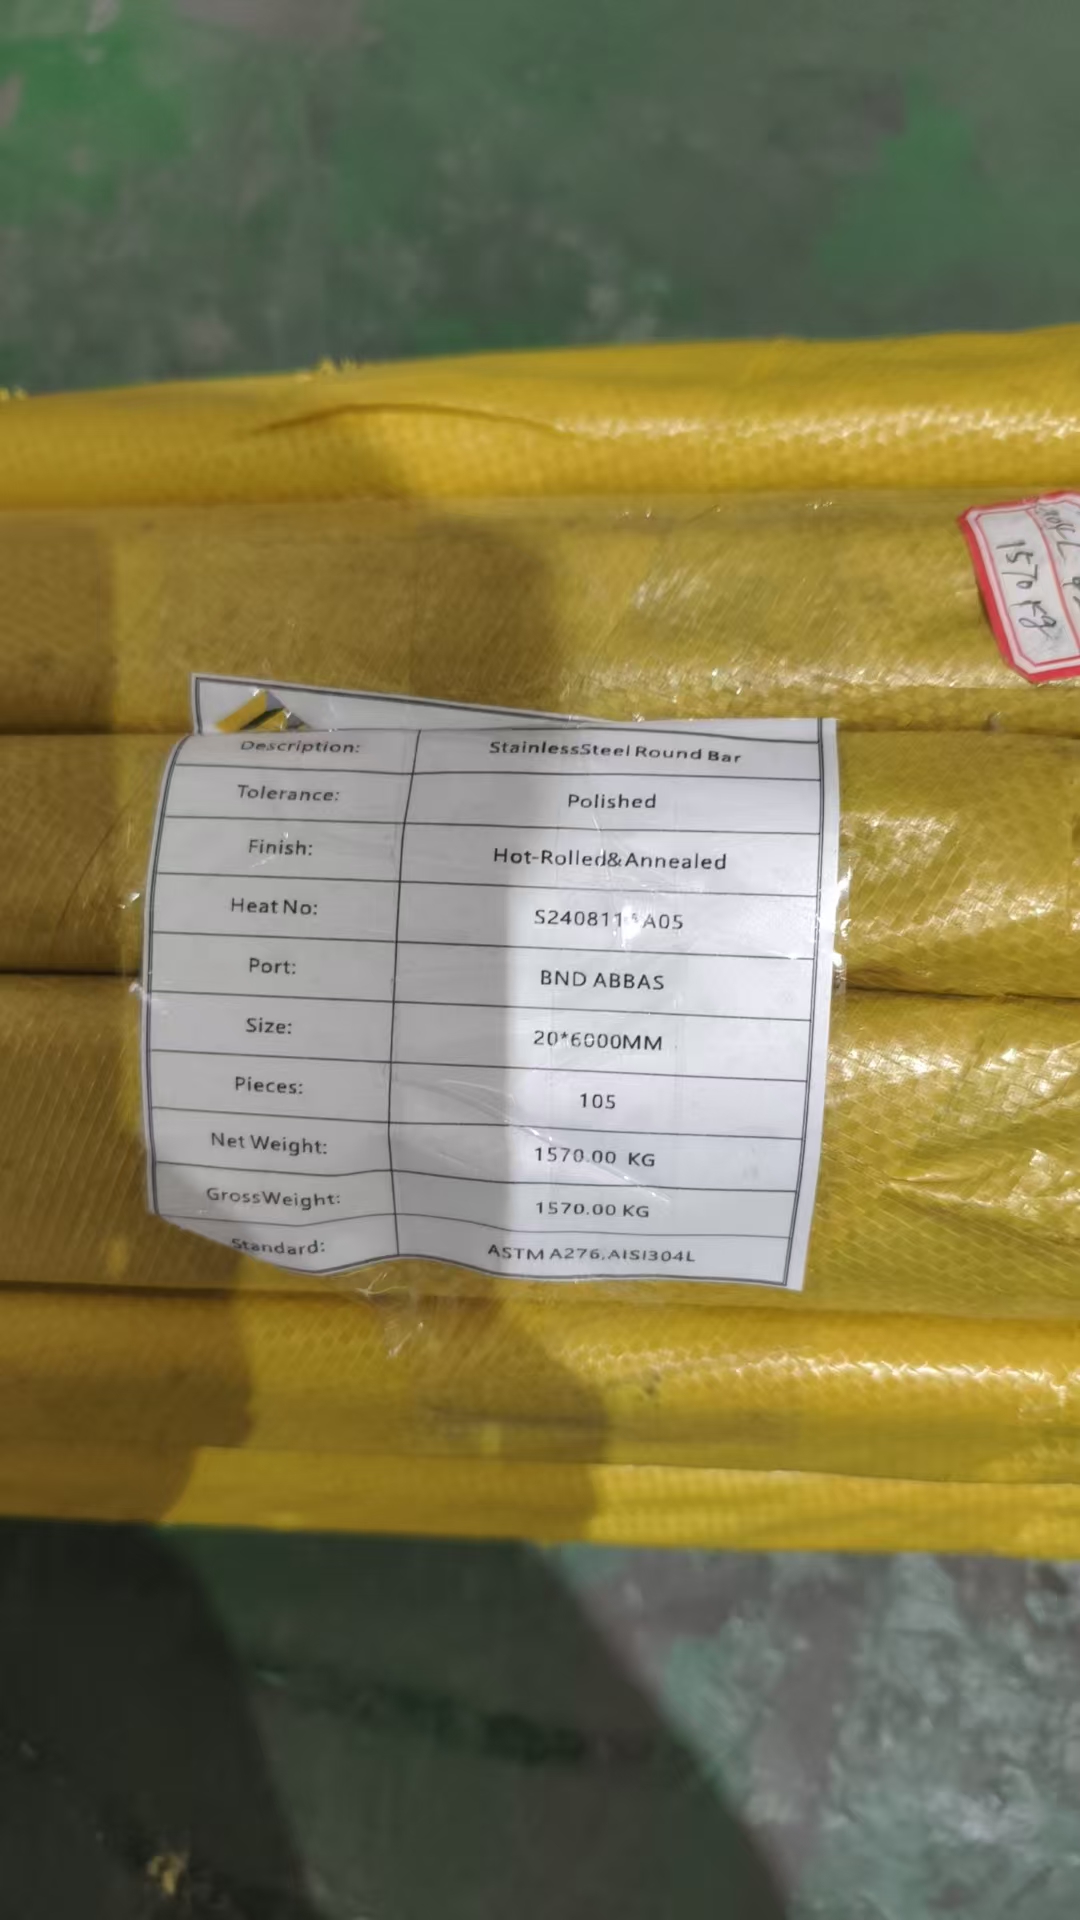 Description: StainlessSteel Round Bar
Tolerance: Polished
Finish: Hot-Rolled&Annealed
Heat No:
Port: BND ABBAS
Size: 20*6000MM
Pieces: 105
Net Weight: 1570.00 KG
GrossWeight: 1570.00 KG
Standard: ASTM A276,AISI304L
1570 Kg